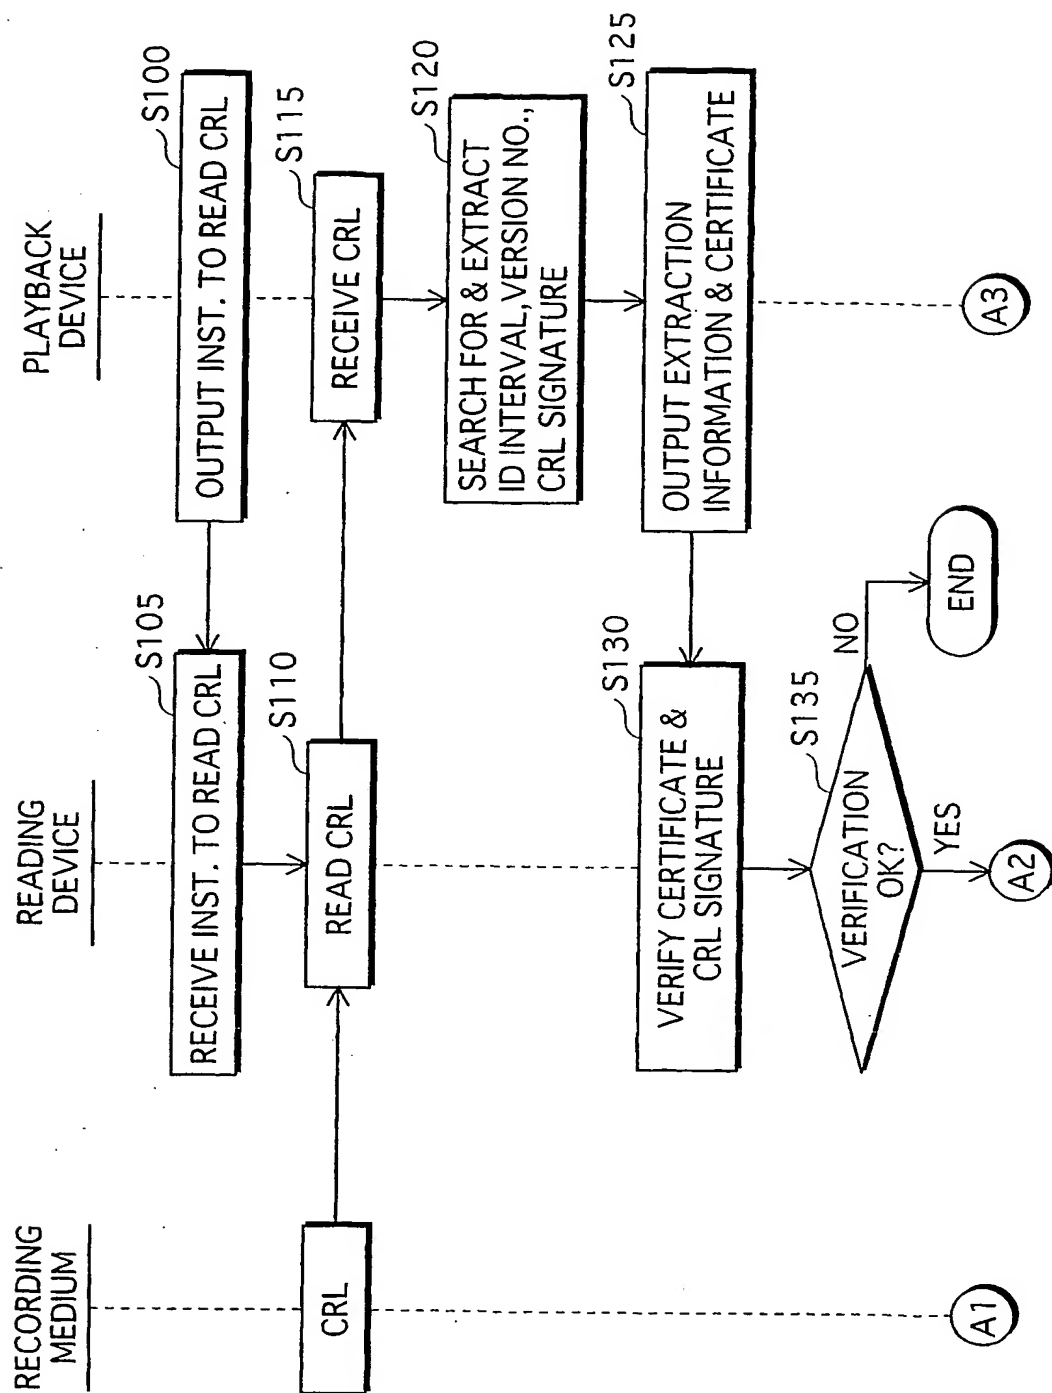 RECORDING
MEDIUM
READING
DEVICE
PLAYBACK
DEVICE
S100
OUTPUT INST. TO READ CRL
S105
RECEIVE INST. TO READ CRL
S110
READ CRL
CRL
S115
RECEIVE CRL
S120
SEARCH FOR & EXTRACT
ID INTERVAL, VERSION NO.,
CRL SIGNATURE
S125
OUTPUT EXTRACTION
INFORMATION & CERTIFICATE
S130
VERIFY CERTIFICATE &
CRL SIGNATURE
S135
VERIFICATION
OK?
NO
END
YES
A1
A2
A3